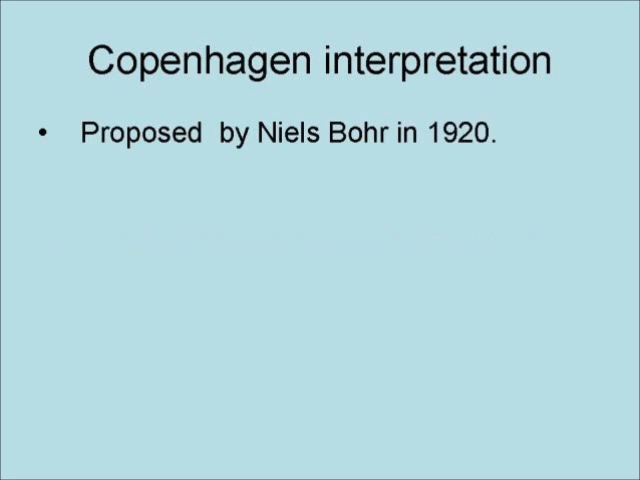 Copenhagen interpretation
• Proposed  by Niels Bohr in 1920.